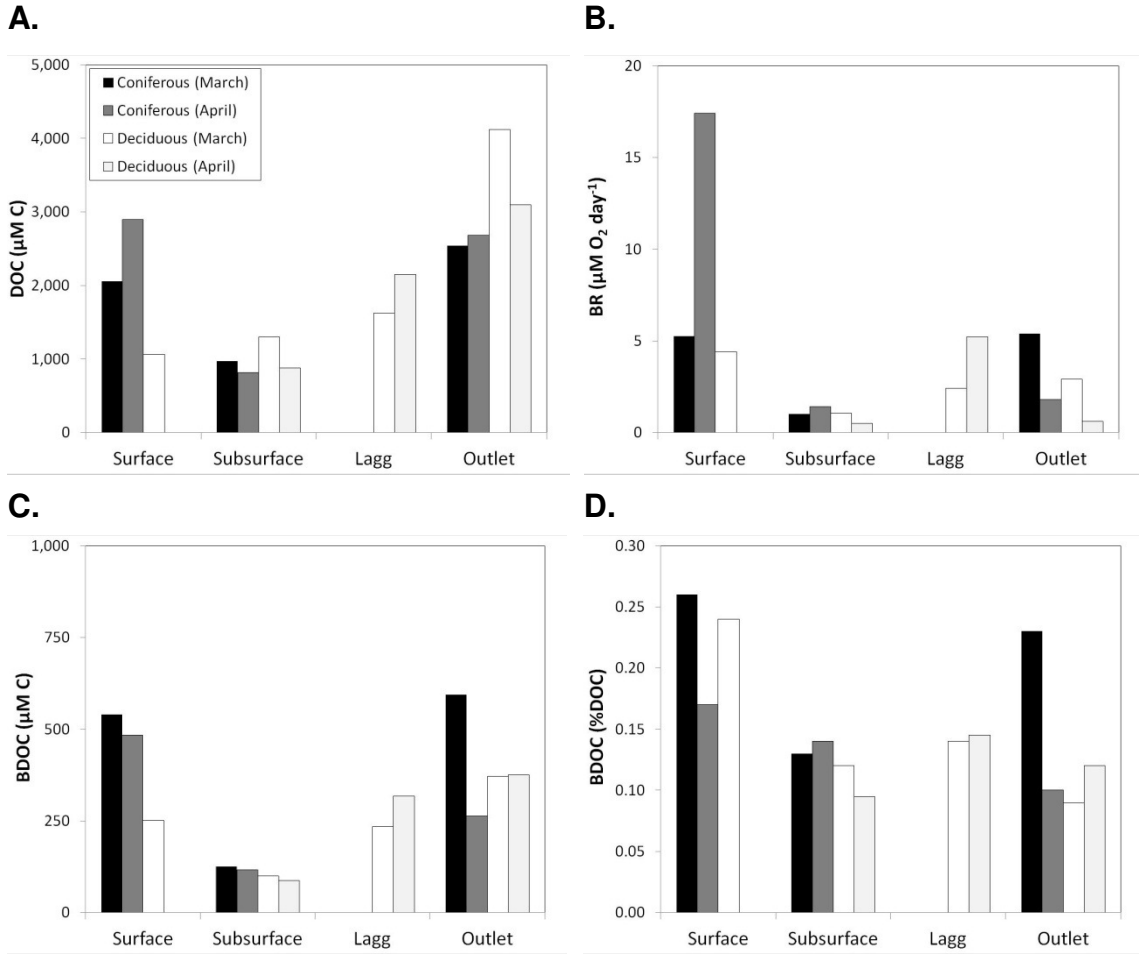 A.
5,000
4,000
3,000
2,000
1,000
0
DOC (µM C)
Coniferous (March)
Coniferous (April)
Deciduous (March)
Deciduous (April)
Surface Subsurface Lagg Outlet
B.
20
15
10
5
0
BR (µM O₂ day⁻¹)
Surface Subsurface Lagg Outlet
C.
1,000
750
500
250
0
BDOC (µM C)
Surface Subsurface Lagg Outlet
D.
0.30
0.25
0.20
0.15
0.10
0.05
0.00
BDOC (%DOC)
Surface Subsurface Lagg Outlet